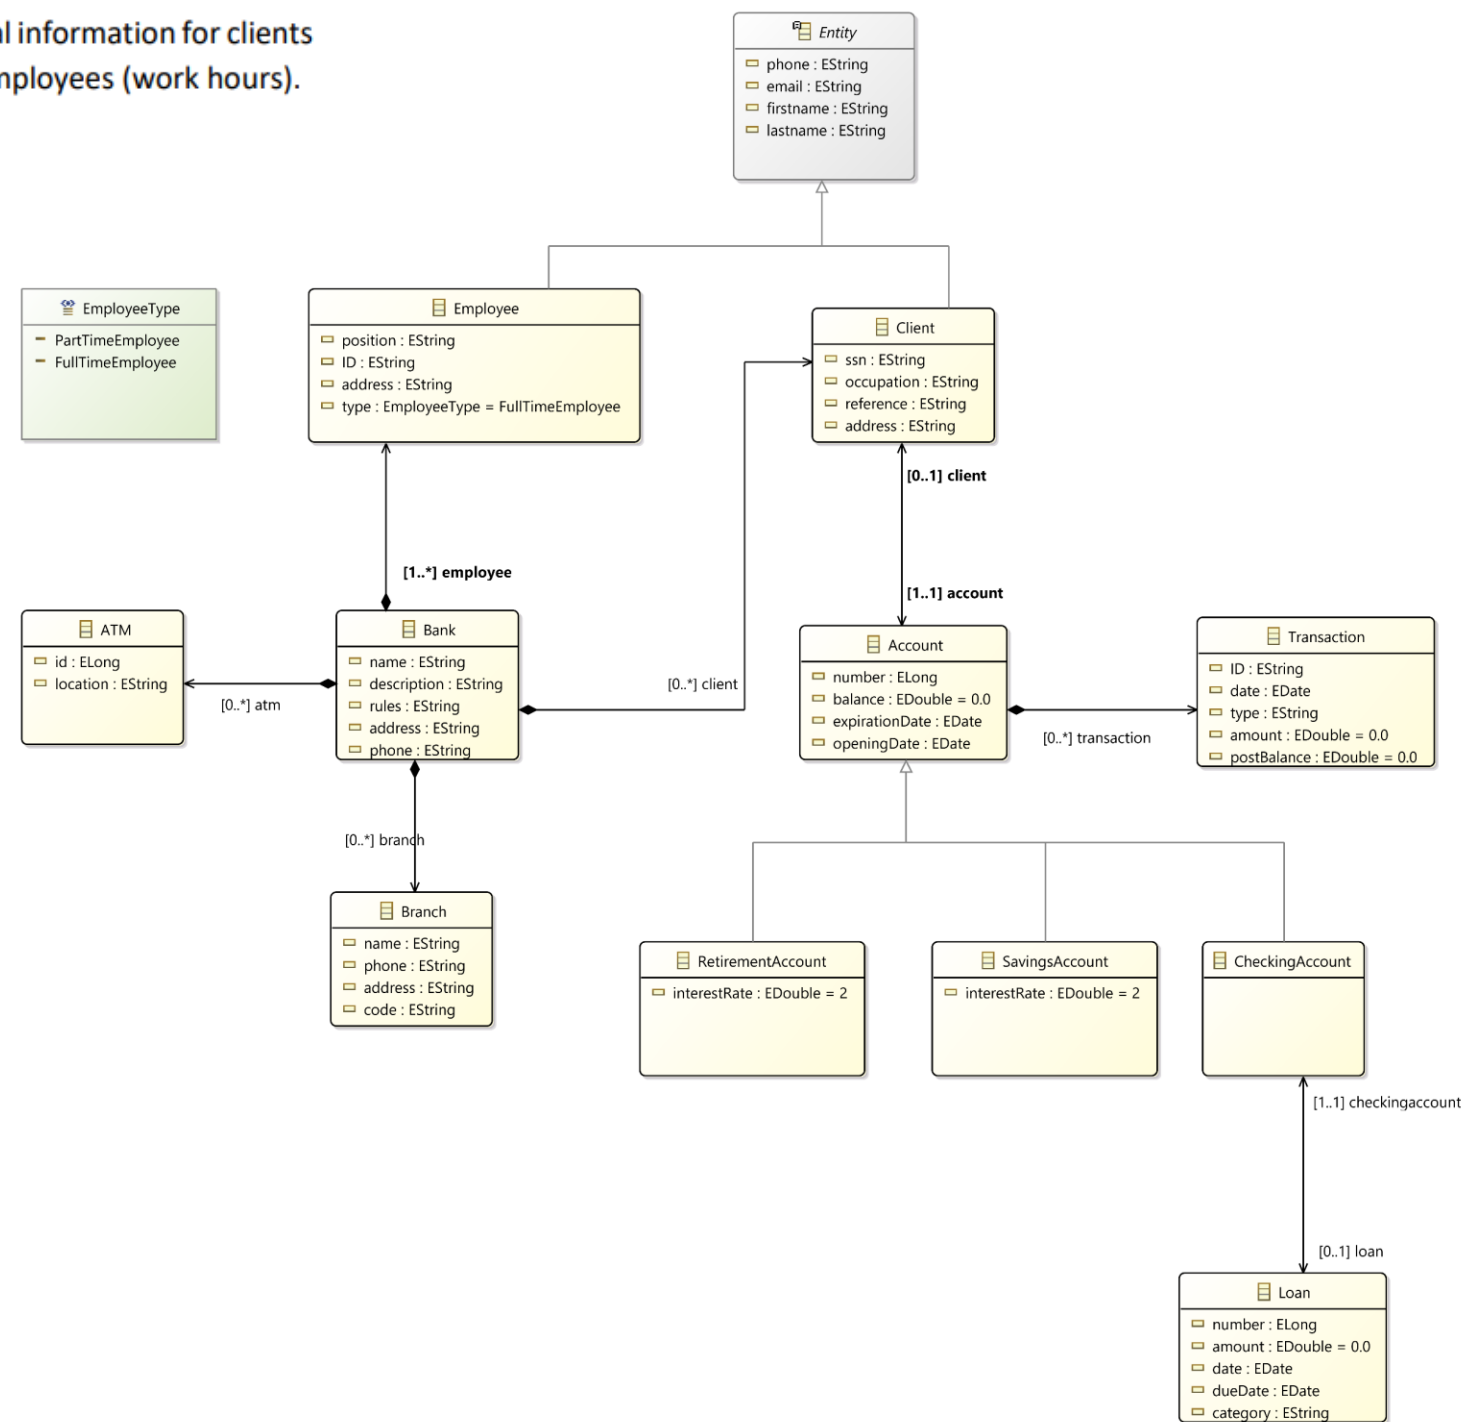 information for clients
(work hours).
Entity
phone : EString
email : EString
firstname : EString
lastname : EString
EmployeeType
PartTimeEmployee
FullTimeEmployee
Employee
position : EString
ID : EString
address : EString
type : EmployeeType = FullTimeEmployee
Client
ssn : EString
occupation : EString
reference : EString
address : EString
[0..1] client
[1..*] employee
[1..1] account
ATM
id : ELong
location : EString
[0..*] atm
Bank
name : EString
description : EString
rules : EString
address : EString
phone : EString
[0..*] client
Account
number : ELong
balance : EDouble = 0.0
expirationDate : EDate
openingDate : EDate
[0..*] transaction
Transaction
ID : EString
date : EDate
type : EString
amount : EDouble = 0.0
postBalance : EDouble = 0.0
[0..*] branch
Branch
name : EString
phone : EString
address : EString
code : EString
RetirementAccount
interestRate : EDouble = 2
SavingsAccount
interestRate : EDouble = 2
CheckingAccount
[1..1] checkingaccount
[0..1] loan
Loan
number : ELong
amount : EDouble = 0.0
date : EDate
dueDate : EDate
category : EString